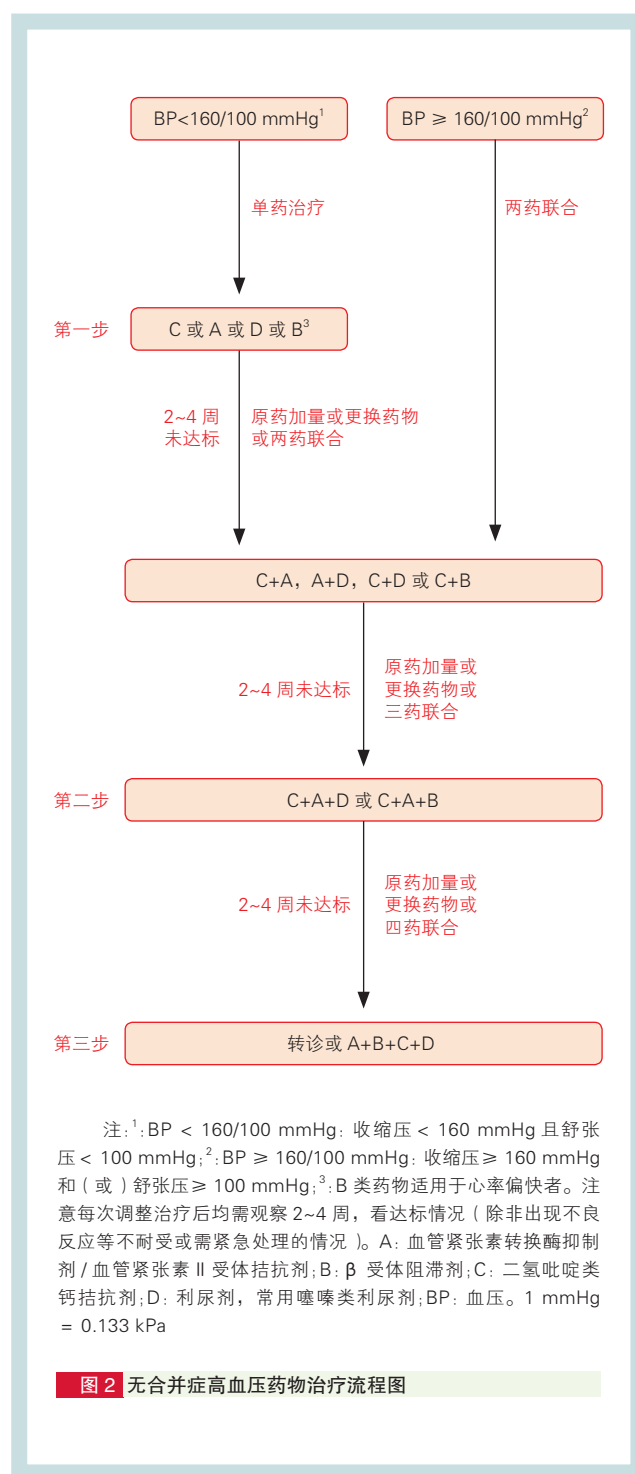 BP<160/100 mmHg¹
BP ≥ 160/100 mmHg²
单药治疗
两药联合
第一步
C 或 A 或 D 或 B³
2~4 周
未达标
原药加量或更换药物
或两药联合
C+A，A+D，C+D 或 C+B
2~4 周未达标
原药加量或
更换药物或
三药联合
第二步
C+A+D 或 C+A+B
2~4 周未达标
原药加量或
更换药物或
四药联合
第三步
转诊或 A+B+C+D
注:¹:BP < 160/100 mmHg: 收缩压 < 160 mmHg 且舒张
压 < 100 mmHg;²:BP ≥ 160/100 mmHg: 收缩压≥ 160 mmHg
和（或）舒张压≥ 100 mmHg;³:B 类药物适用于心率偏快者。注
意每次调整治疗后均需观察 2~4 周，看达标情况（除非出现不良
反应等不耐受或需紧急处理的情况）。A: 血管紧张素转换酶抑制
剂 / 血管紧张素 II 受体拮抗剂;B: β 受体阻滞剂;C: 二氢吡啶类
钙拮抗剂;D: 利尿剂，常用噻嗪类利尿剂;BP: 血压。1 mmHg
= 0.133 kPa
图 2 无合并症高血压药物治疗流程图